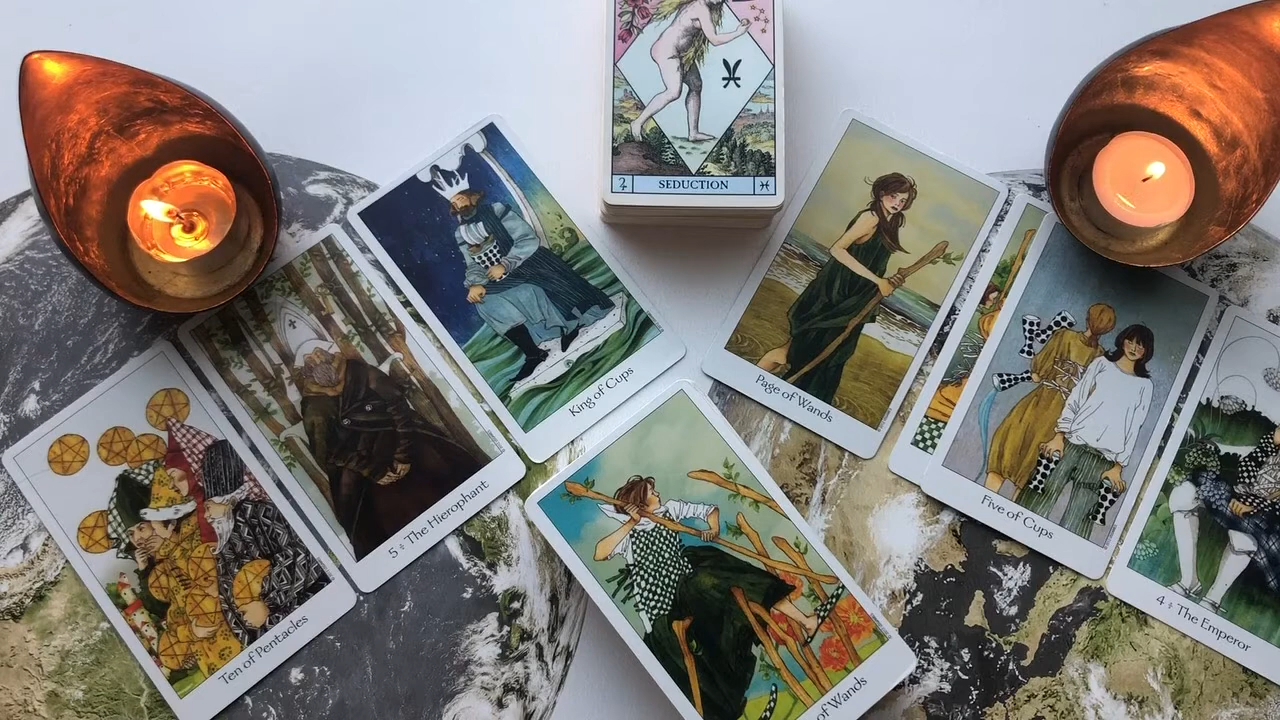 SEDUCTION
King of Cups
Page of Wands
5 The Hierophant
Five of Cups
Ten of Pentacles
4 The Emperor
of Wands